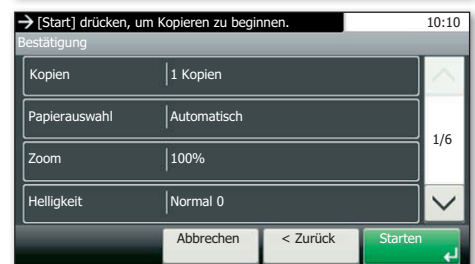 → [Start] drücken, um Kopieren zu beginnen. 10:10
Bestätigung
Kopien 1 Kopien
Papierauswahl Automatisch
1/6
Zoom 100%
Helligkeit Normal 0
Abbrechen < Zurück Starten